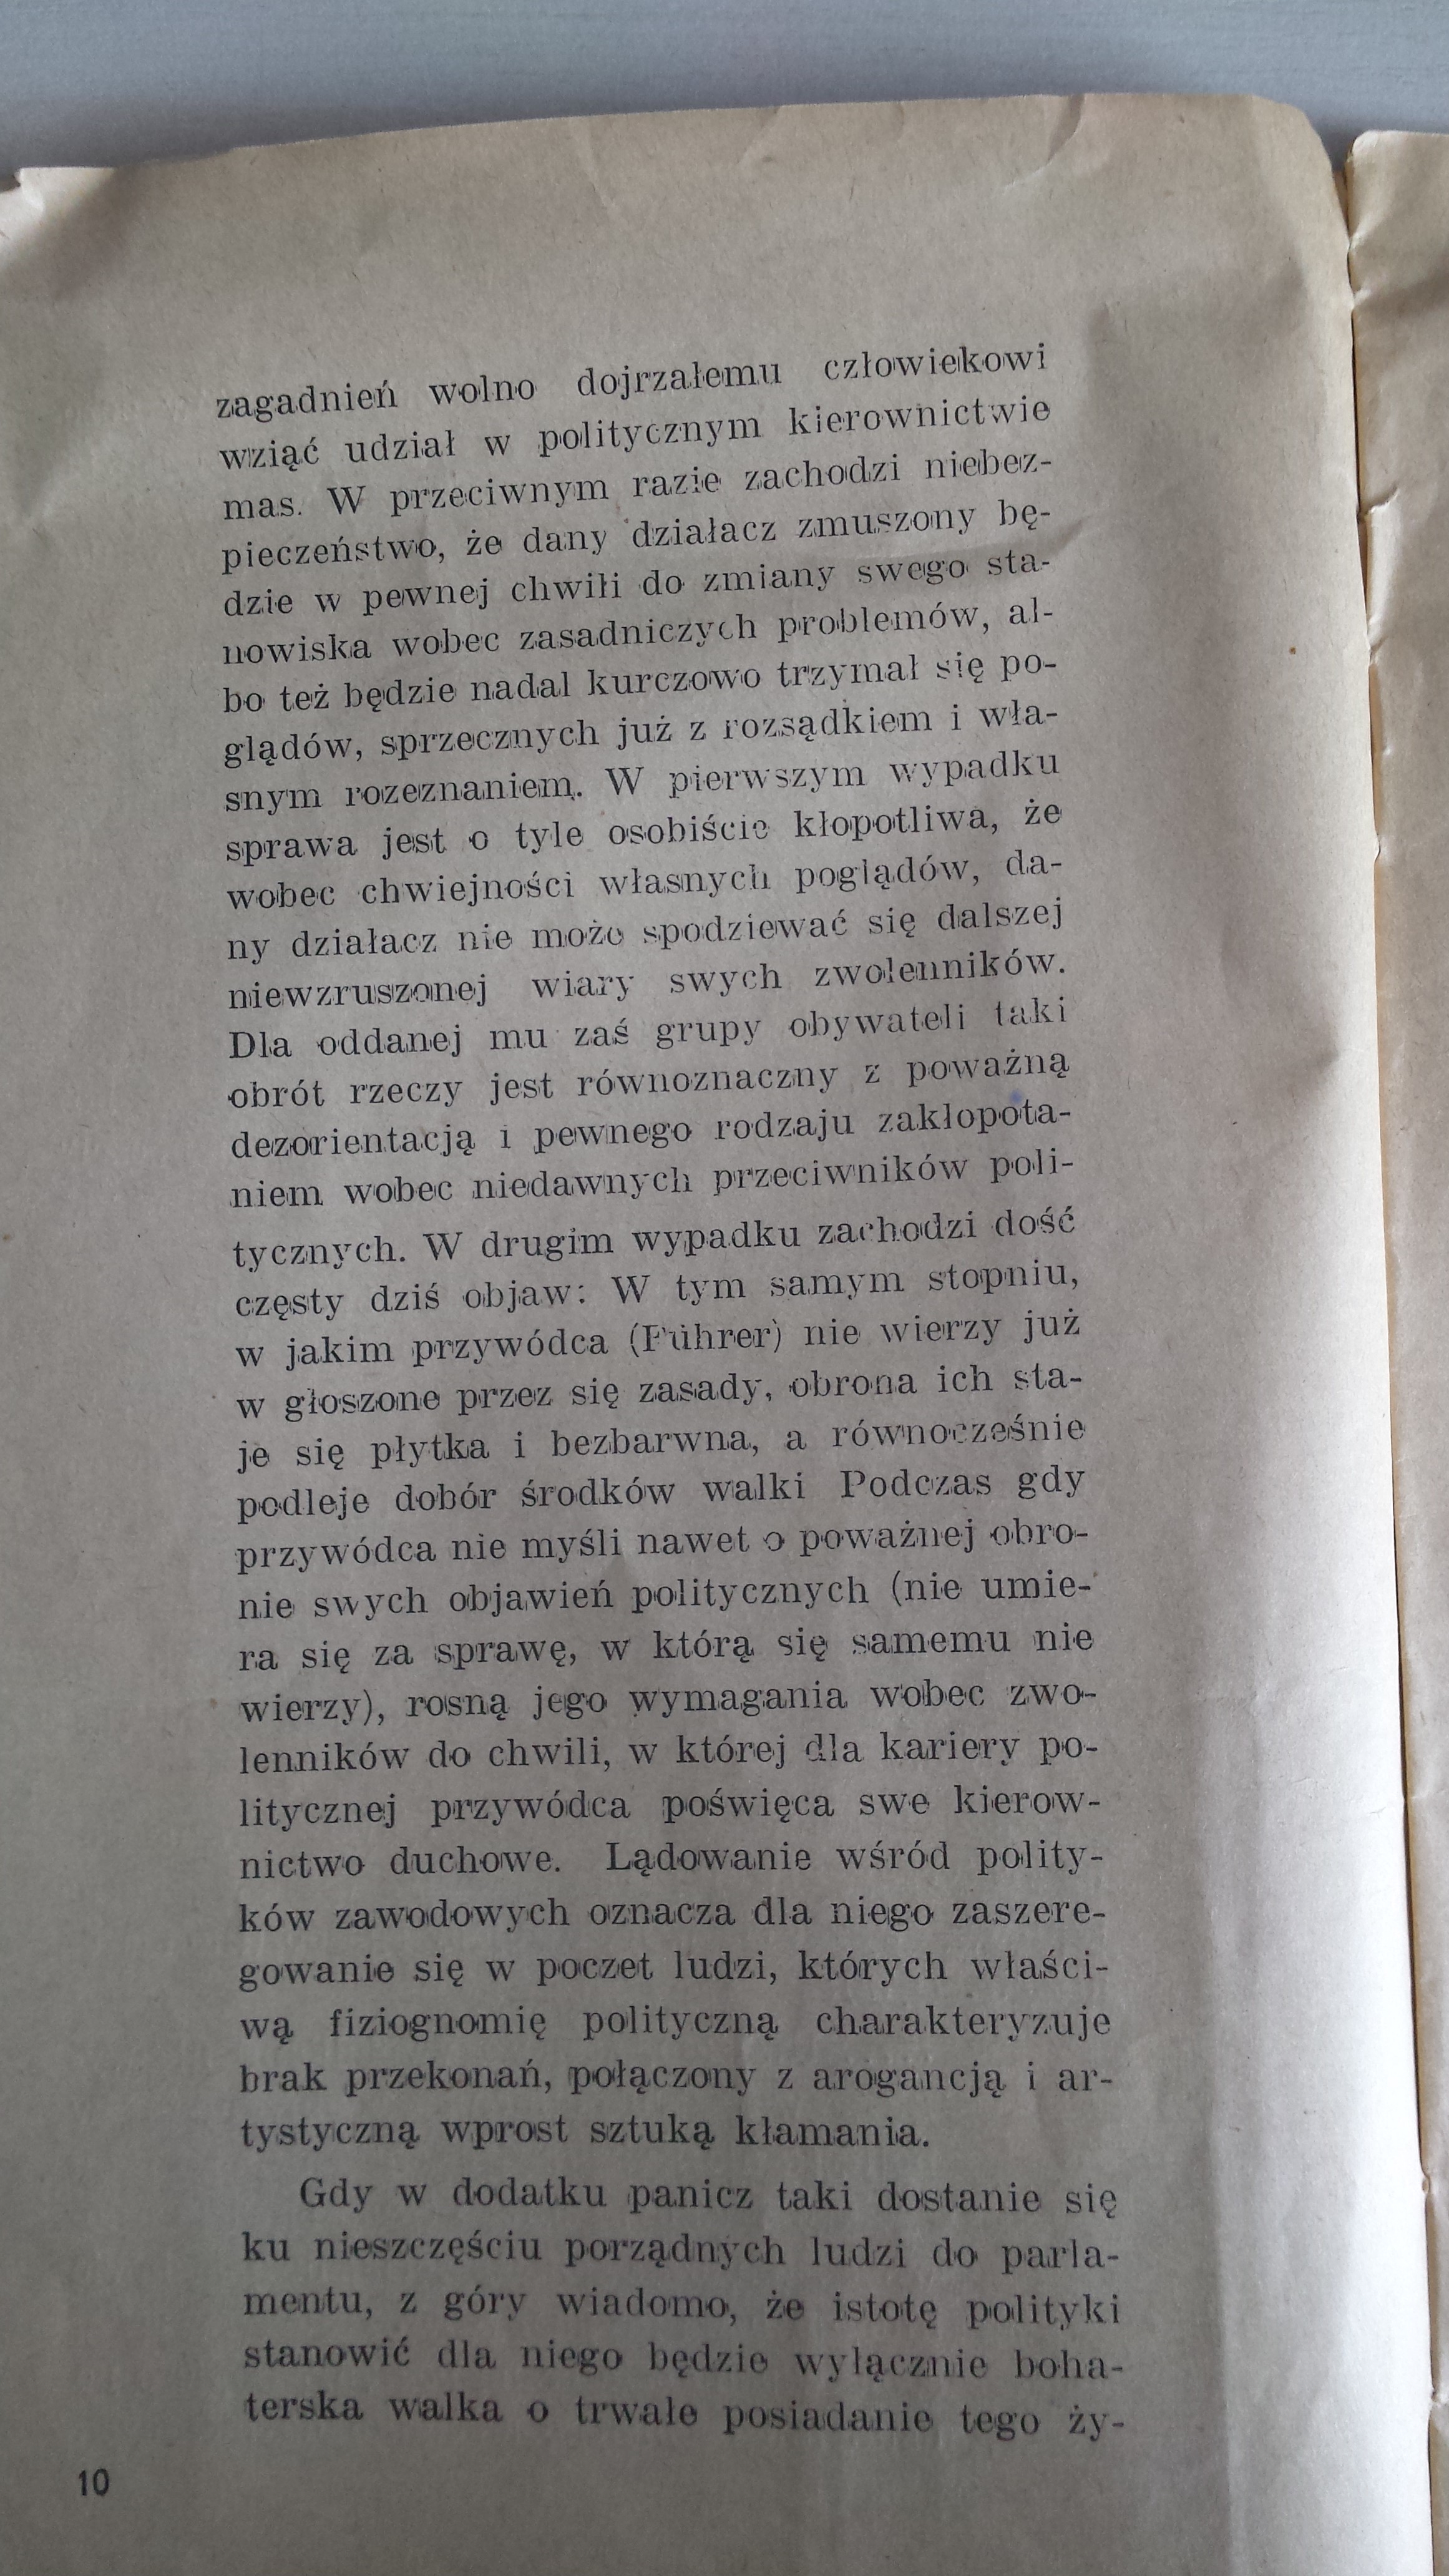 zagadnień wolno dojrzałemu człowiekowi
wziąć udział w politycznym kierownictwie
mas. W przeciwnym razie zachodzi niebez-
pieczeństwo, że dany działacz zmuszony bę-
dzie w pewnej chwili do zmiany swego sta-
nowiska wobec zasadniczych problemów, al-
bo też będzie nadal kurczowo trzymał się po-
glądów, sprzecznych już z rozsądkiem i wła-
snym rozeznaniem. W pierwszym wypadku
sprawa jest o tyle osobiście kłopotliwa, że
wobec chwiejności własnych poglądów, da-
ny działacz nie może spodziewać się dalszej
niewzruszonej wiary swych zwolenników.
Dla oddanej mu zaś grupy obywateli taki
obrót rzeczy jest równoznaczny z poważną
dezorientacją i pewnego rodzaju zakłopota-
niem wobec niedawnych przeciwników poli-
tycznych. W drugim wypadku zachodzi dość
częsty dziś objaw: W tym samym stopniu,
w jakim przywódca (Führer) nie wierzy już
w głoszone przez się zasady, obrona ich sta-
je się płytka i bezbarwna, a równocześnie
podleje dobór środków walki Podczas gdy
przywódca nie myśli nawet o poważnej obro-
nie swych objawień politycznych (nie umie-
ra się za sprawę, w którą się samemu nie
wierzy), rosną jego wymagania wobec zwo-
lenników do chwili, w której dla kariery po-
litycznej przywódca poświęca swe kierow-
nictwo duchowe. Lądowanie wśród polity-
ków zawodowych oznacza dla niego zaszere-
gowanie się w poczet ludzi, których właści-
wą fiziognomię polityczną charakteryzuje
brak przekonań, połączony z arogancją i ar-
tystyczną wprost sztuką kłamania.
Gdy w dodatku panicz taki dostanie się
ku nieszczęściu porządnych ludzi do parla-
mentu, z góry wiadomo, że istotę polityki
stanowić dla niego będzie wyłącznie boha-
terska walka o trwałe posiadanie tego ży-
10